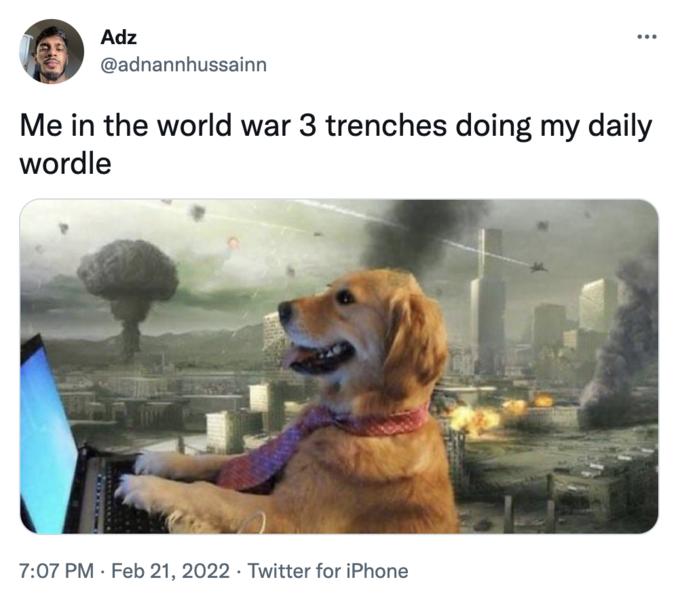 Adz
@adnannhussainn
Me in the world war 3 trenches doing my daily
wordle
7:07 PM · Feb 21, 2022 · Twitter for iPhone